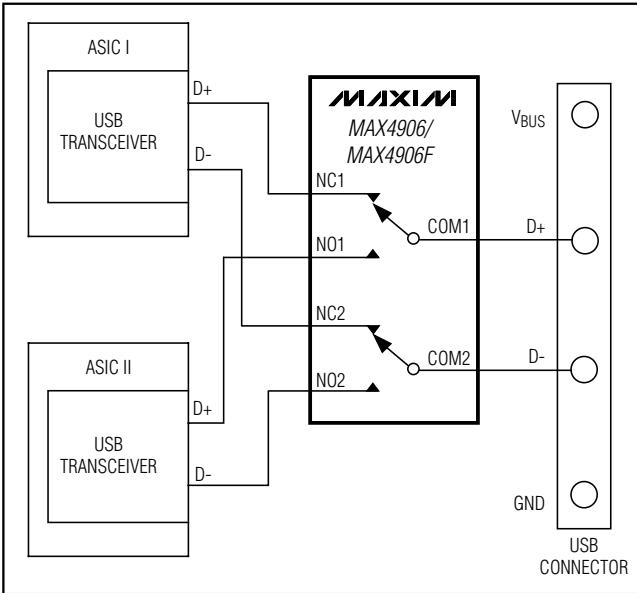 ASIC I
USB
TRANSCEIVER
D+
D-
ASIC II
USB
TRANSCEIVER
D+
D-
MAXIM
MAX4906/
MAX4906F
NC1
NO1
NC2
NO2
COM1
COM2
D+
D-
VBUS
GND
USB
CONNECTOR